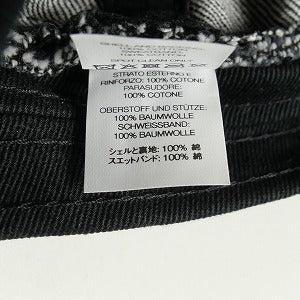 SPOT CLEAN ONLY
STRATO ESTERNO E
RINFORZO: 100% COTONE
PARASUDORE:
100% COTONE
OBERSTOFF UND STÜTZE:
100% BAUMWOLLE
SCHWEISSBAND:
100% BAUMWOLLE
シェルと裏地: 100% 綿
スエットバンド: 100% 綿